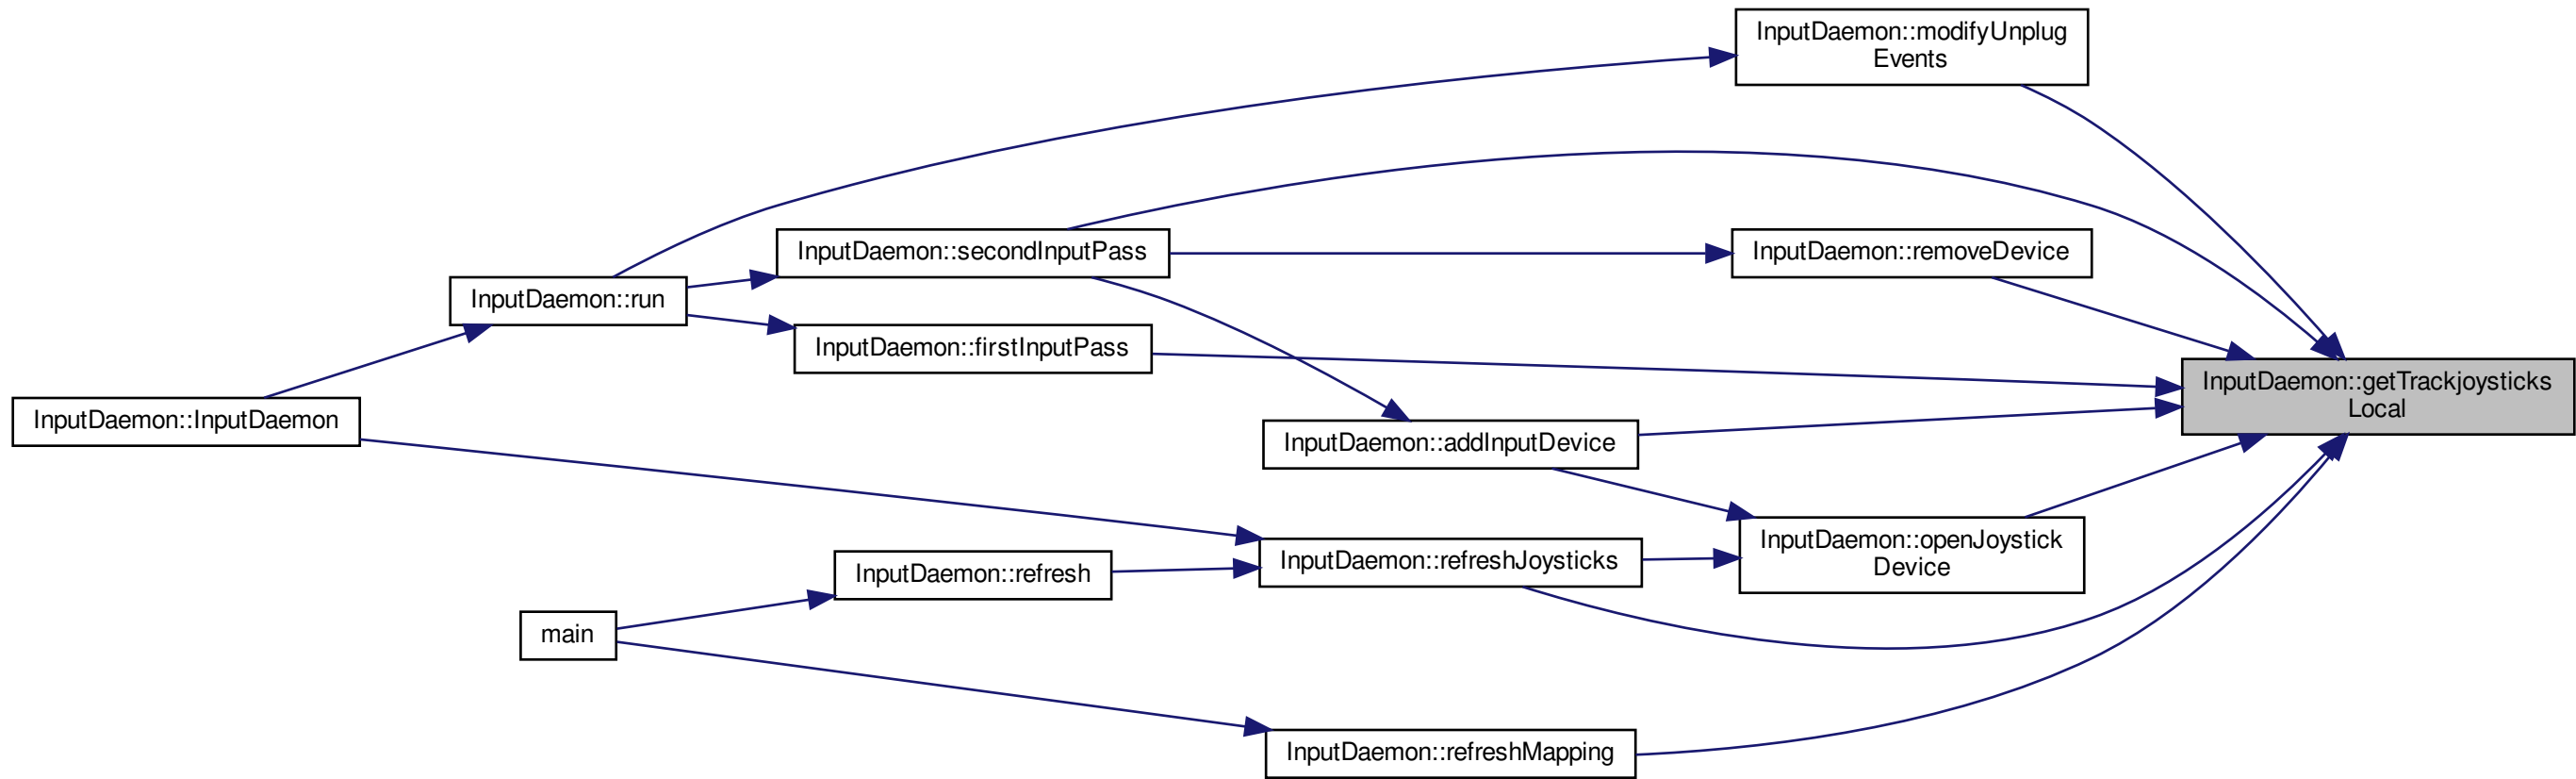 InputDaemon::modifyUnplug
Events
InputDaemon::secondInputPass
InputDaemon::removeDevice
InputDaemon::run
InputDaemon::firstInputPass
InputDaemon::getTrackjoysticks
Local
InputDaemon::InputDaemon
InputDaemon::addInputDevice
InputDaemon::openJoystick
Device
InputDaemon::refreshJoysticks
InputDaemon::refresh
main
InputDaemon::refreshMapping